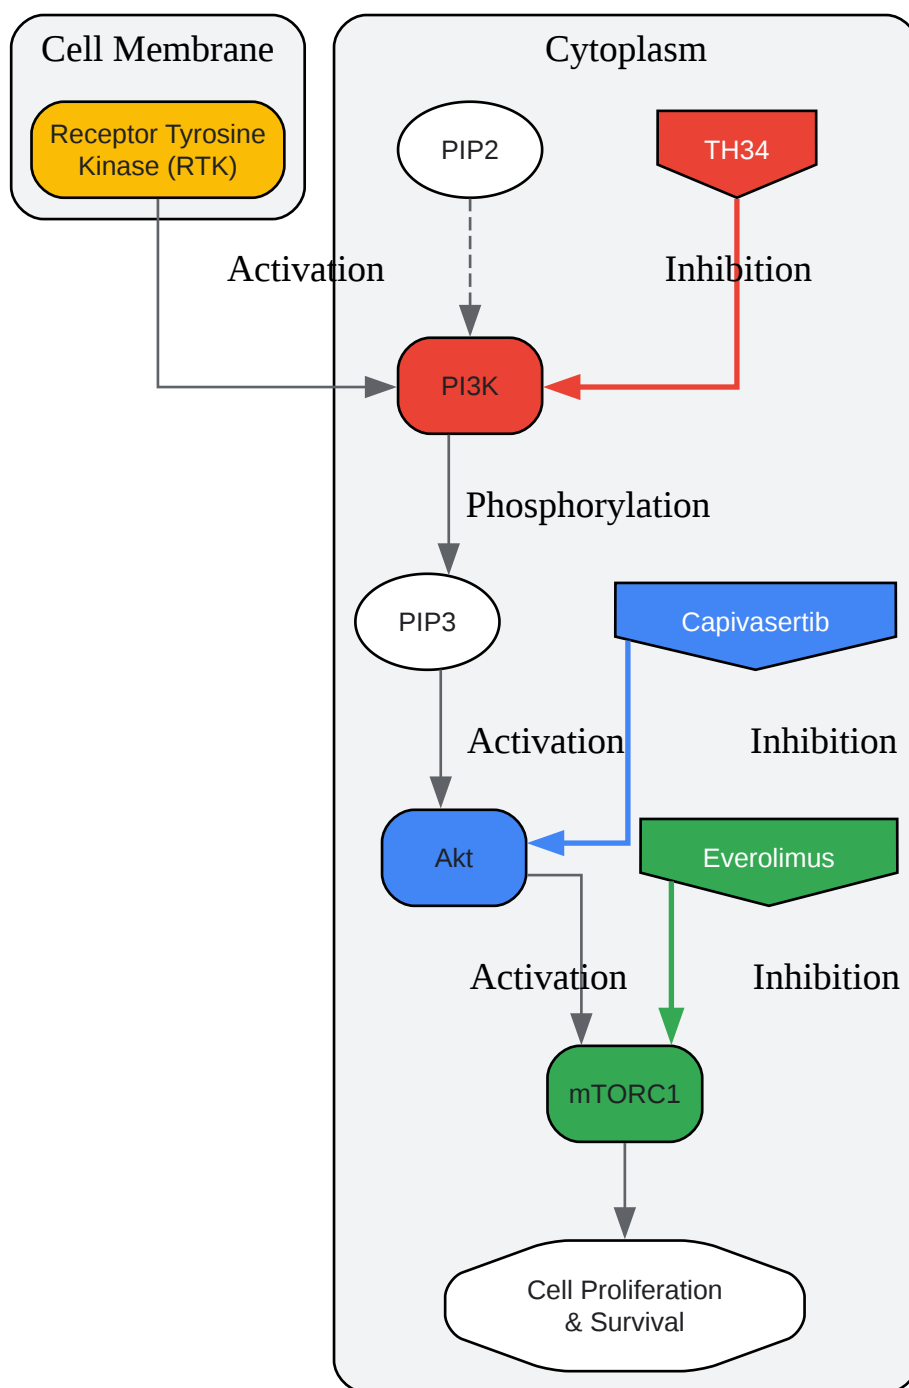 Cell Membrane
Cytoplasm
Receptor Tyrosine
Kinase (RTK)
PIP2
TH34
Activation
Inhibition
PI3K
Phosphorylation
PIP3
Capivasertib
Activation
Inhibition
Akt
Everolimus
Activation
Inhibition
mTORC1
Cell Proliferation
& Survival